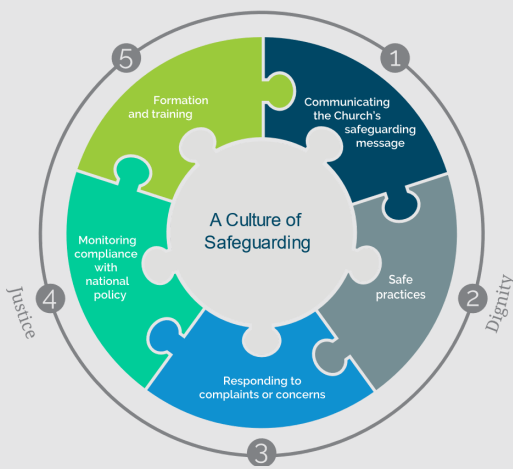 5
1
Formation
and training
Communicating
the Church's
safeguarding
message
A Culture of
Safeguarding
Monitoring
compliance
with
national
policy
Safe
practices
Justice
4
2
Dignity
Responding to
complaints or concerns
3